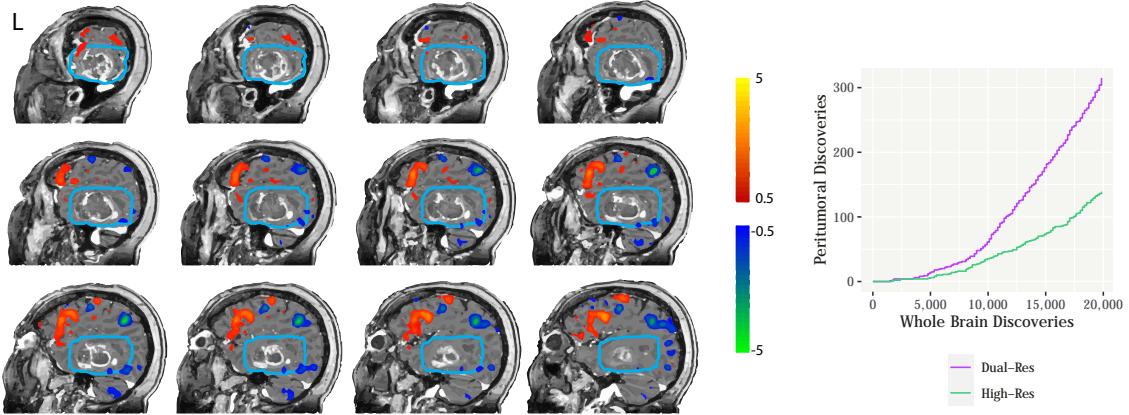 L
5
0.5
-0.5
-5
Peritumoral Discoveries
300
200
100
0
0 5,000 10,000 15,000 20,000
Whole Brain Discoveries
Dual-Res
High-Res